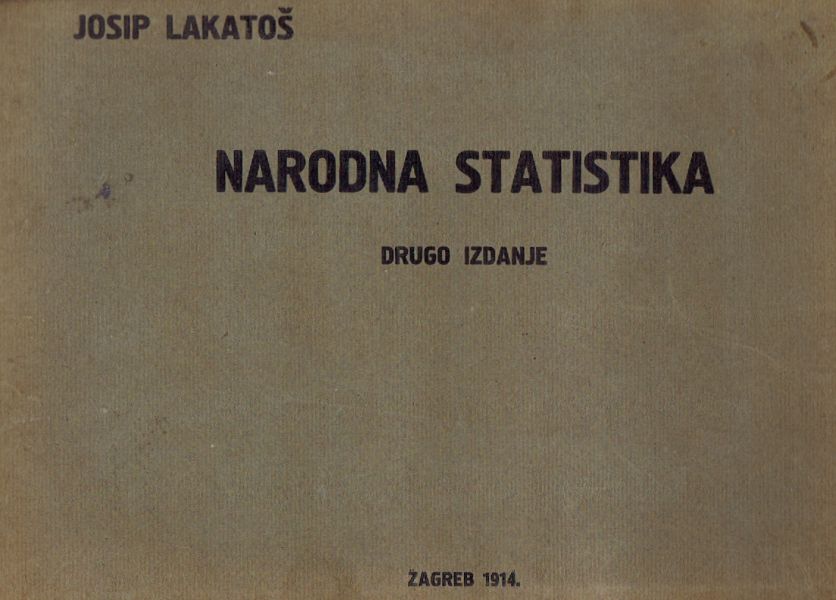 JOSIP LAKATOŠ
NARODNA STATISTIKA
DRUGO IZDANJE
ZAGREB 1914.